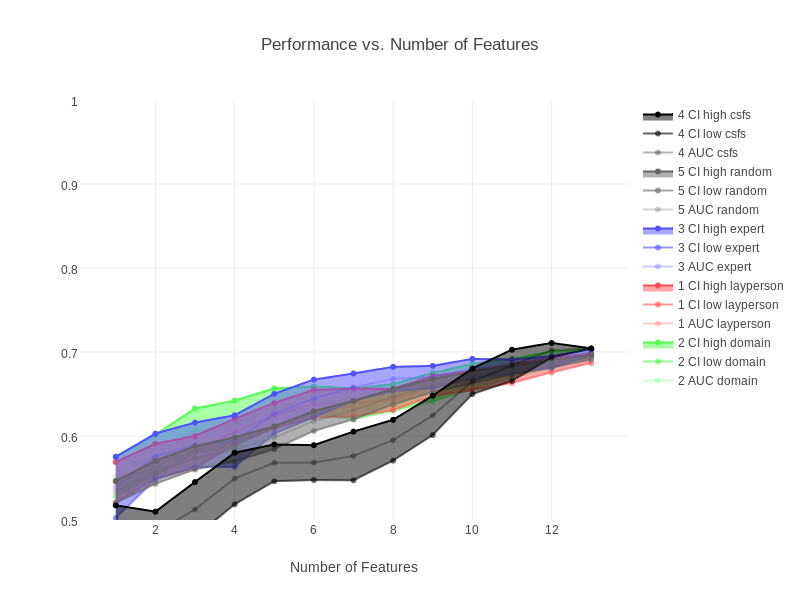 Performance vs. Number of Features
1
0.9
0.8
0.7
0.6
0.5
2
4
6
8
10
12
Number of Features
4 CI high csfs
4 CI low csfs
4 AUC csfs
5 CI high random
5 CI low random
5 AUC random
3 CI high expert
3 CI low expert
3 AUC expert
1 CI high layperson
1 CI low layperson
1 AUC layperson
2 CI high domain
2 CI low domain
2 AUC domain